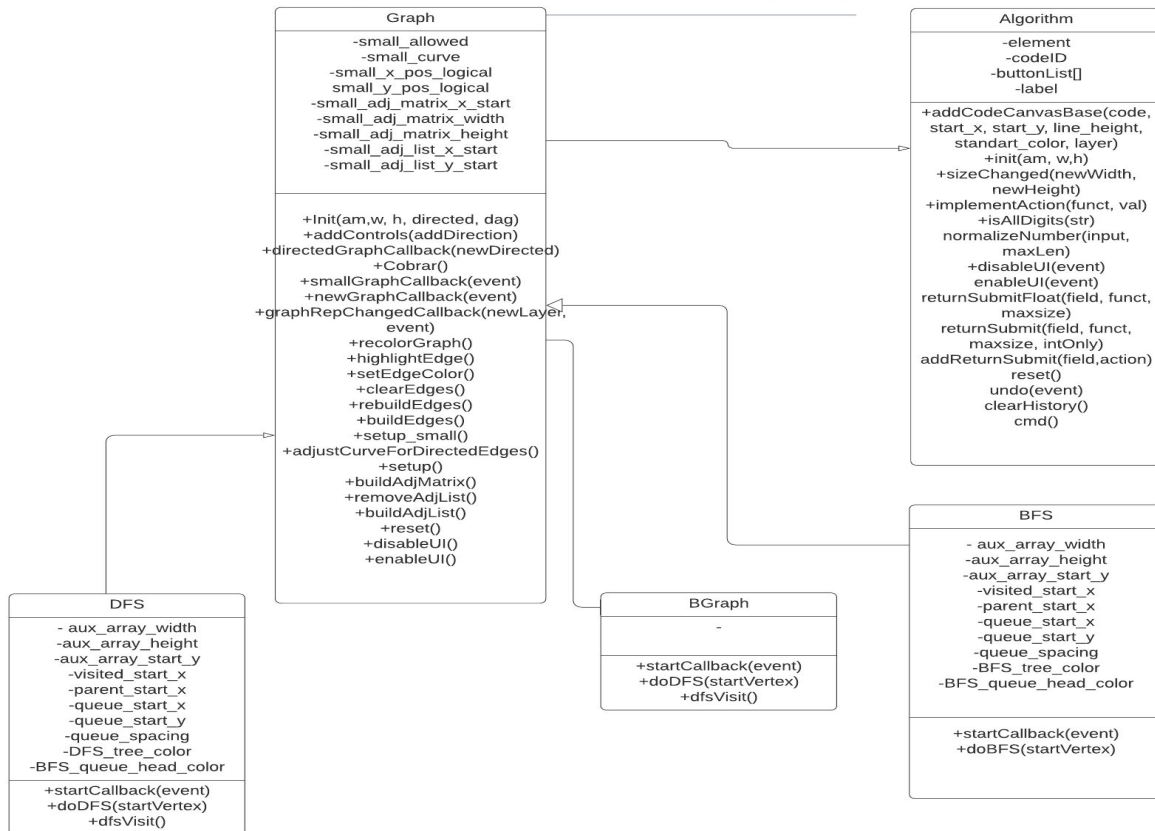 Graph
-small_allowed
-small_curve
-small_x_pos_logical
small_y_pos_logical
-small_adj_matrix_x_start
-small_adj_matrix_width
-small_adj_matrix_height
-small_adj_list_x_start
-small_adj_list_y_start
+Init(am,w, h, directed, dag)
+addControls(addDirection)
+directedGraphCallback(newDirected)
+Cobrar()
+smallGraphCallback(event)
+newGraphCallback(event)
+graphRepChangedCallback(newLayer,
event)
+recolorGraph()
+highlightEdge()
+setEdgeColor()
+clearEdges()
+rebuildEdges()
+buildEdges()
+setup_small()
+adjustCurveForDirectedEdges()
+setup()
+buildAdjMatrix()
+removeAdjList()
+buildAdjList()
+reset()
+disableUI()
+enableUI()
Algorithm
-element
-codeID
-buttonList[]
-label
+addCodeCanvasBase(code,
start_x, start_y, line_height,
standart_color, layer)
+init(am, w,h)
+sizeChanged(newWidth,
newHeight)
+implementAction(funct, val)
+isAllDigits(str)
normalizeNumber(input,
maxLen)
+disableUI(event)
enableUI(event)
returnSubmitFloat(field, funct,
maxsize)
returnSubmit(field, funct,
maxsize, intOnly)
addReturnSubmit(field,action)
reset()
undo(event)
clearHistory()
cmd()
DFS
- aux_array_width
-aux_array_height
-aux_array_start_y
-visited_start_x
-parent_start_x
-queue_start_x
-queue_start_y
-queue_spacing
-DFS_tree_color
-BFS_queue_head_color
+startCallback(event)
+doDFS(startVertex)
+dfsVisit()
BGraph
-
+startCallback(event)
+doDFS(startVertex)
+dfsVisit()
BFS
- aux_array_width
-aux_array_height
-aux_array_start_y
-visited_start_x
-parent_start_x
-queue_start_x
-queue_start_y
-queue_spacing
-BFS_tree_color
-BFS_queue_head_color
+startCallback(event)
+doBFS(startVertex)